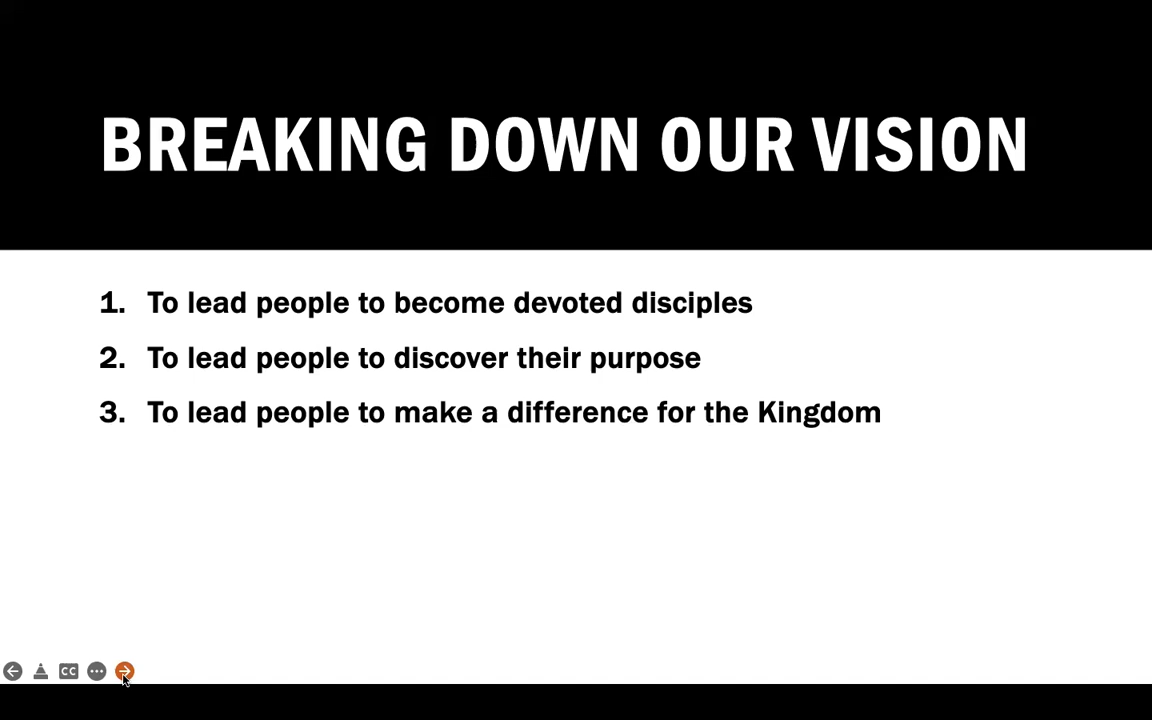 BREAKING DOWN OUR VISION
1. To lead people to become devoted disciples
2. To lead people to discover their purpose
3. To lead people to make a difference for the Kingdom
CC